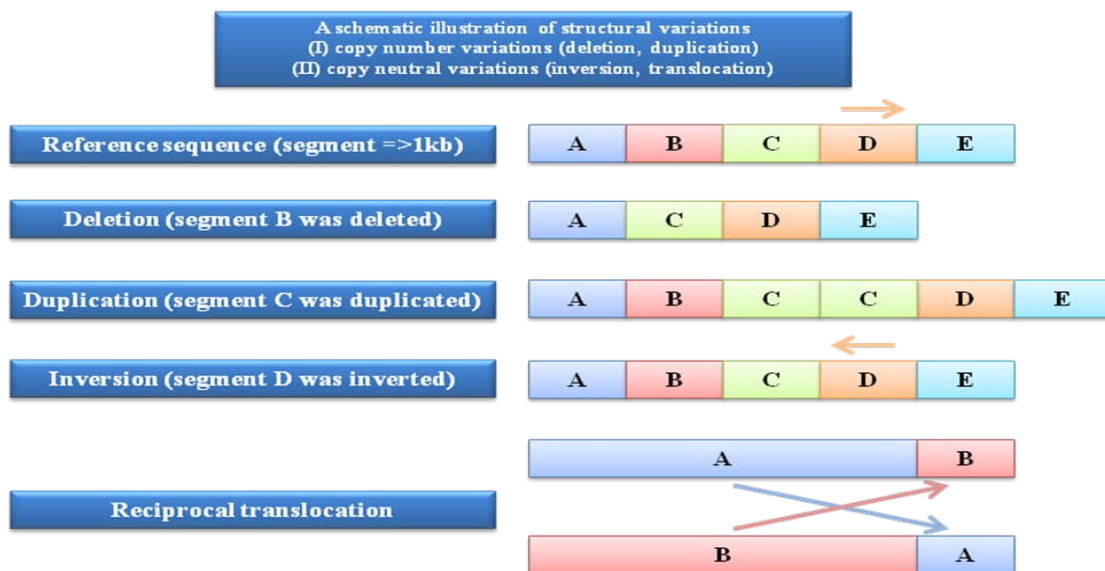 A schematic illustration of structural variations
(I) copy number variations (deletion, duplication)
(II) copy neutral variations (inversion, translocation)
Reference sequence (segment =>1kb)
A B C D E
Deletion (segment B was deleted)
A C D E
Duplication (segment C was duplicated)
A B C C D E
Inversion (segment D was inverted)
A B C D E
A B
Reciprocal translocation
B A